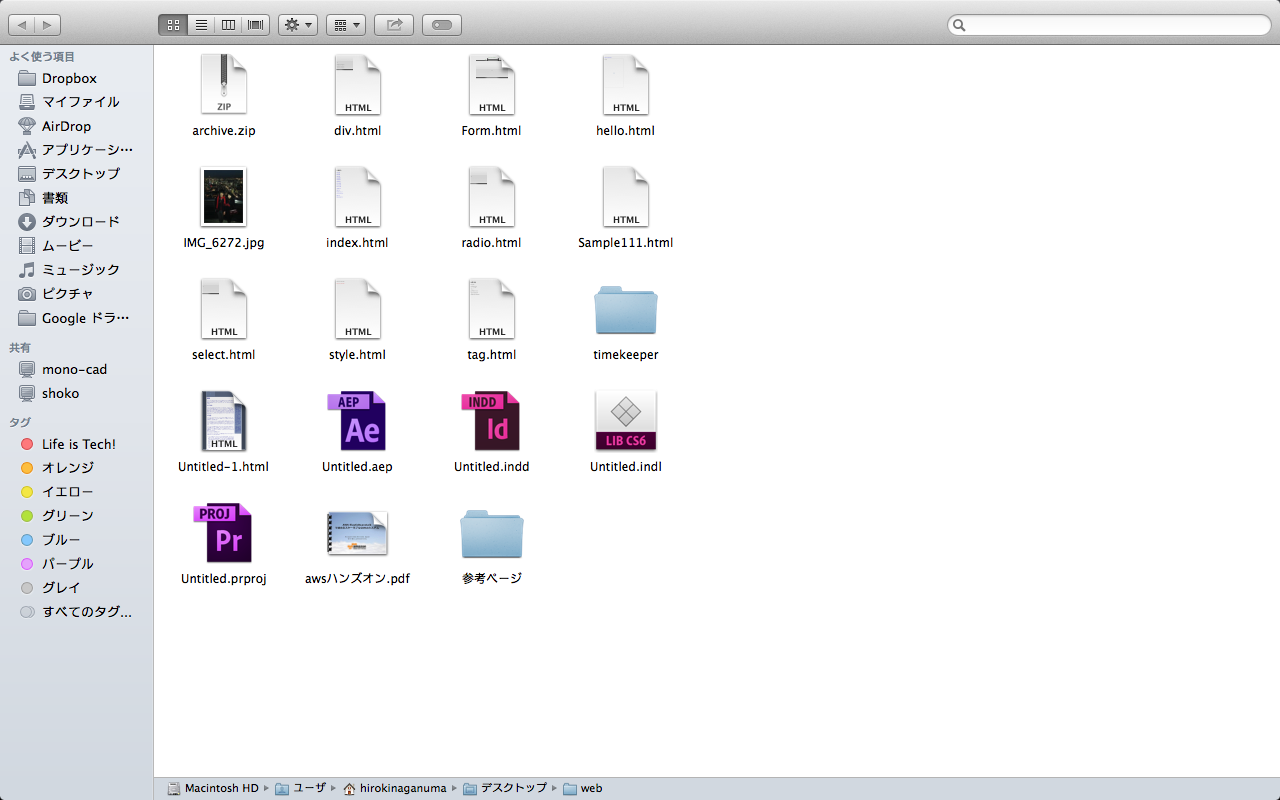 よく使う項目
Dropbox
マイファイル
AirDrop
アプリケーシ…
デスクトップ
書類
ダウンロード
ムービー
ミュージック
ピクチャ
Google ドラ…
共有
mono-cad
shoko
タグ
Life is Tech!
オレンジ
イエロー
グリーン
ブルー
パープル
グレイ
すべてのタグ...
ZIP
HTML
HTML
HTML
archive.zip
div.html
Form.html
hello.html
HTML
HTML
HTML
IMG_6272.jpg
index.html
radio.html
Sample111.html
HTML
HTML
HTML
select.html
style.html
tag.html
timekeeper
HTML
AEP
Ae
INDD
Id
LIB CS6
Untitled-1.html
Untitled.aep
Untitled.indd
Untitled.indl
PROJ
Pr
Untitled.prproj
awsハンズオン.pdf
参考ページ
Macintosh HD
ユーザ
hirokinaganuma
デスクトップ
web